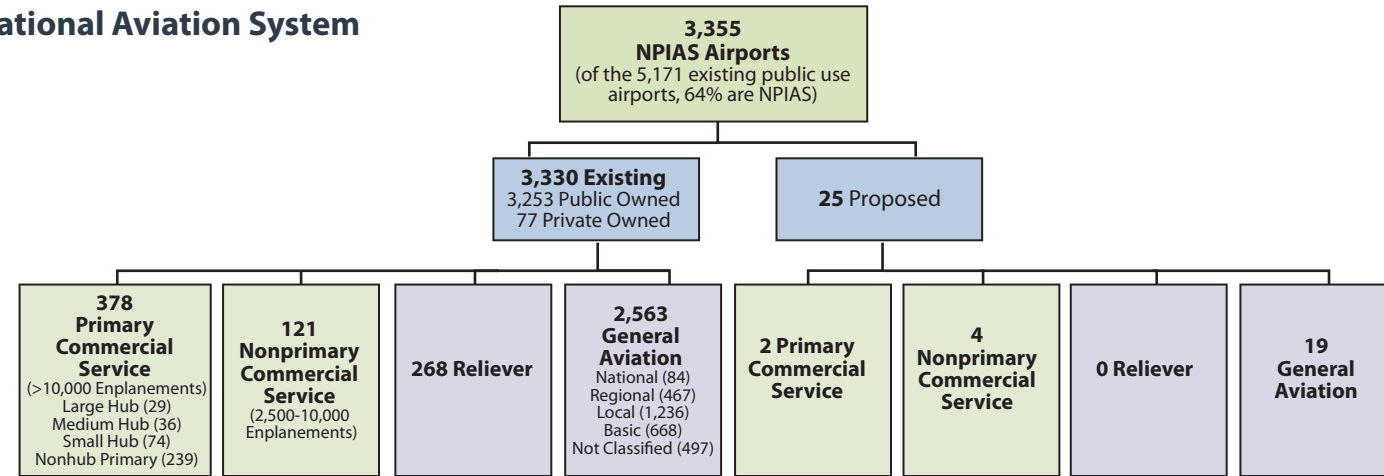 ational Aviation System
3,355
NPIAS Airports
(of the 5,171 existing public use
airports, 64% are NPIAS)
3,330 Existing
3,253 Public Owned
77 Private Owned
25 Proposed
378
Primary
Commercial
Service
(>10,000 Enplanements)
Large Hub (29)
Medium Hub (36)
Small Hub (74)
Nonhub Primary (239)
121
Nonprimary
Commercial
Service
(2,500-10,000
Enplanements)
268 Reliever
2,563
General
Aviation
National (84)
Regional (467)
Local (1,236)
Basic (668)
Not Classified (497)
2 Primary
Commercial
Service
4
Nonprimary
Commercial
Service
0 Reliever
19
General
Aviation